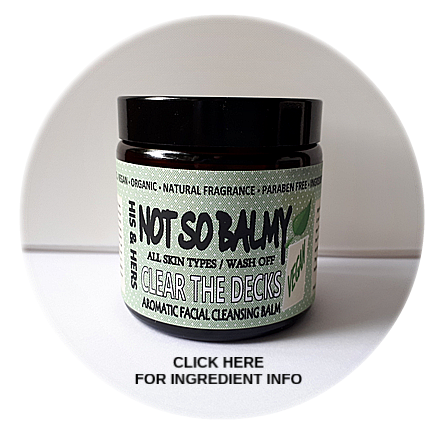 VEGAN • ORGANIC • NATURAL FRAGRANCE • PARABEN FREE •
HIS & HERS
NOT SO BALMY
ALL SKIN TYPES / WASH OFF
CLEAR THE DECKS
VEGAN
AROMATIC FACIAL CLEANSING BALM
CLICK HERE
FOR INGREDIENT INFO